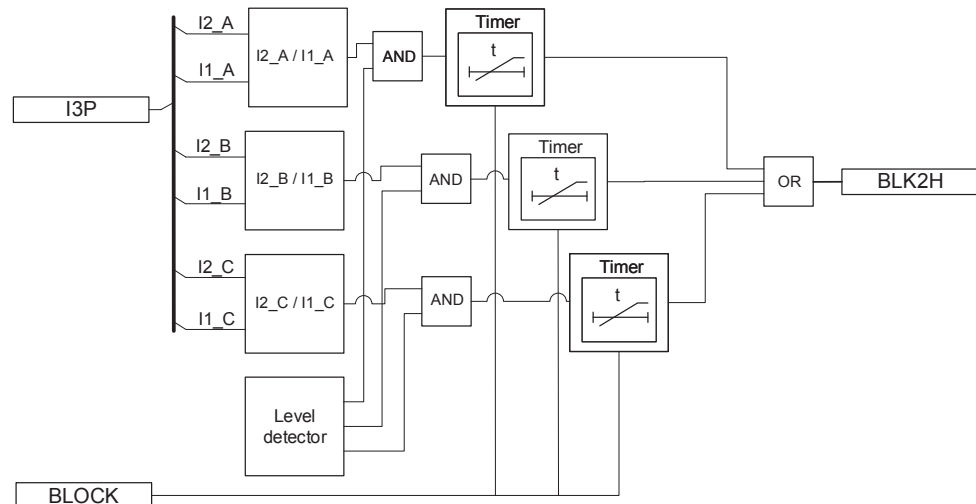 I3P
I2_A
I1_A
I2_A / I1_A
AND
Timer
t
I2_B
I1_B
I2_B / I1_B
AND
Timer
t
OR
BLK2H
I2_C
I1_C
I2_C / I1_C
AND
Timer
t
Level
detector
BLOCK